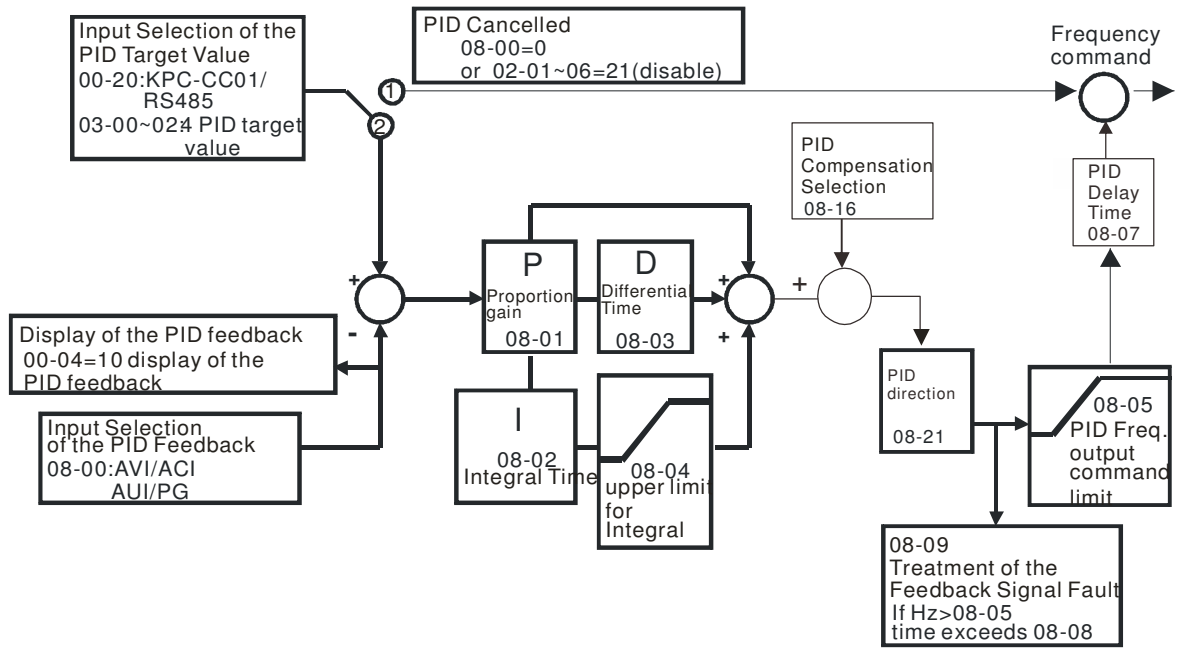 Input Selection of the
PID Target Value
00-20:KPC-CC01/
RS485
03-00~02:4 PID target
value
PID Cancelled
08-00=0
or 02-01~06=21(disable)
1
2
Frequency
command
PID
Compensation
Selection
08-16
PID
Delay
Time
08-07
+
-
P
Proportion
gain
08-01
D
Differential
Time
08-03
+
+
+
Display of the PID feedback
00-04=10 display of the
PID feedback
Input Selection
of the PID Feedback
08-00:AVI/ACI
AUI/PG
I
08-02
Integral Time
08-04
upper limit
for
Integral
PID
direction
08-21
08-05
PID Freq.
output
command
limit
08-09
Treatment of the
Feedback Signal Fault
If Hz>08-05
time exceeds 08-08